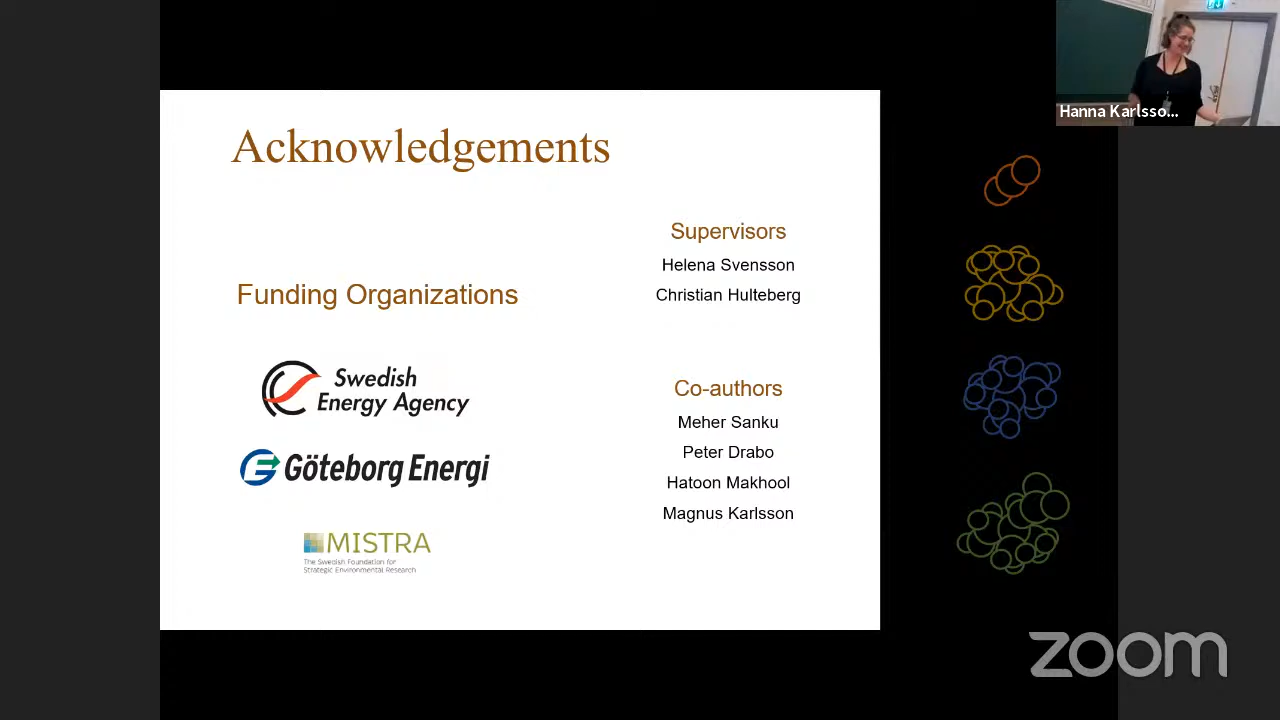 Acknowledgements
Funding Organizations
Swedish
Energy Agency
Göteborg Energi
MISTRA
The Swedish Foundation for
Strategic Environmental Research
Supervisors
Helena Svensson
Christian Hulteberg
Co-authors
Meher Sanku
Peter Drabo
Hatoon Makhool
Magnus Karlsson
Hanna Karlsso...
zoom